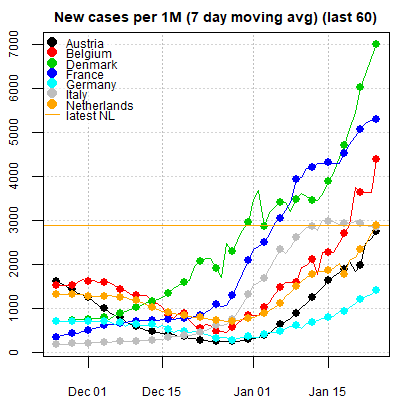 New cases per 1M (7 day moving avg) (last 60)
7000
6000
5000
4000
3000
2000
1000
0
Austria
Belgium
Denmark
France
Germany
Italy
Netherlands
latest NL
Dec 01
Dec 15
Jan 01
Jan 15